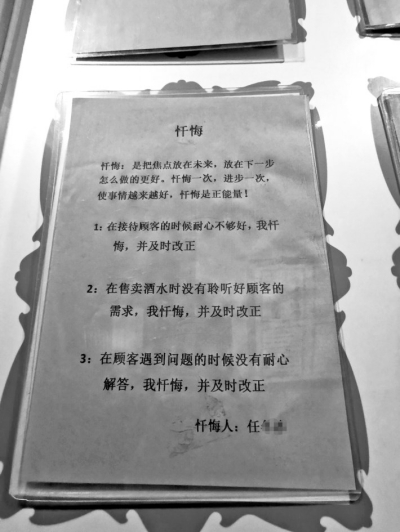 忏悔
忏悔：是把焦点放在未来，放在下一步
怎么做的更好。忏悔一次，进步一次，
使事情越来越好，忏悔是正能量！
1：在接待顾客的时候耐心不够好，我忏
悔，并及时改正
2：在售卖酒水时没有聆听好顾客的
需求，我忏悔，并及时改正
3：在顾客遇到问题的时候没有耐心
解答，我忏悔，并及时改正
忏悔人：任